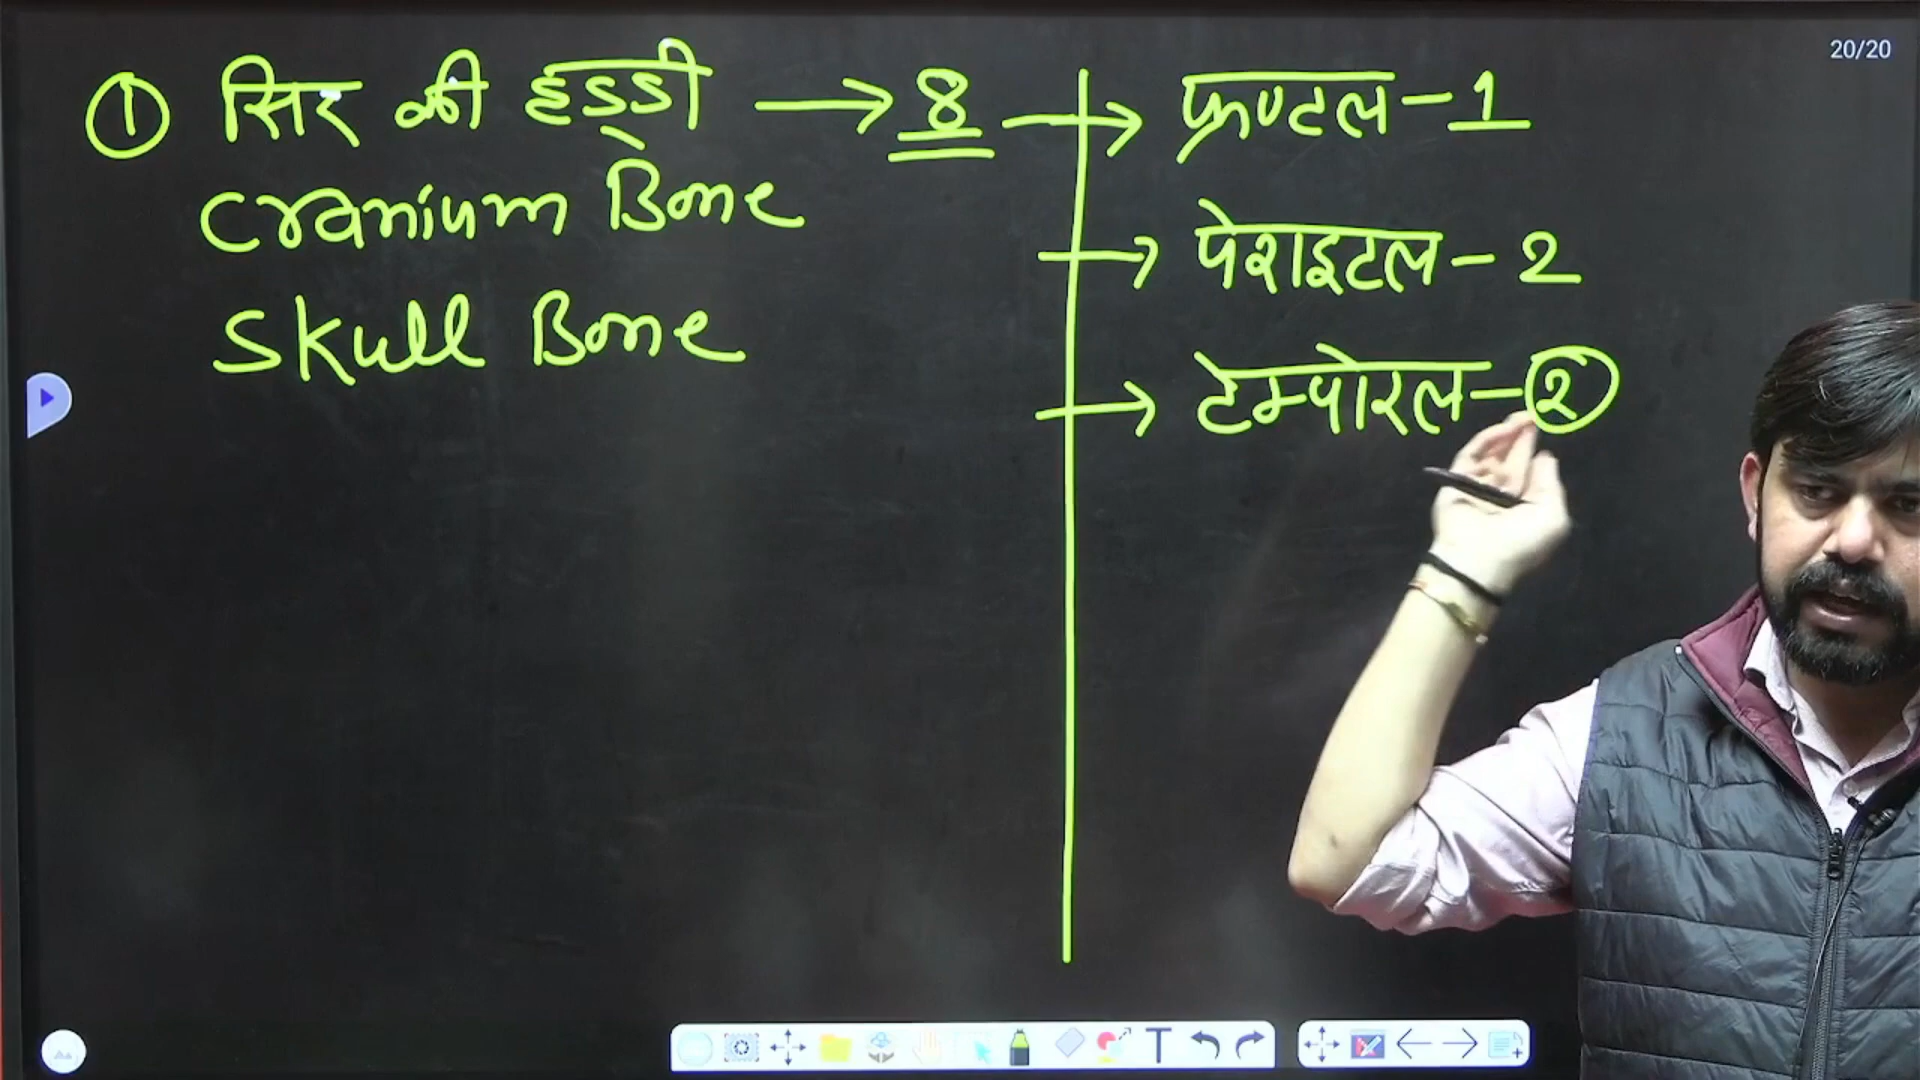 20/20
① सिर की हड्डी → 8 → फ्रण्टल - 1
Cranium Bone
→ पेराइटल - 2
Skull Bone
→ टेम्पोरल - 2
T